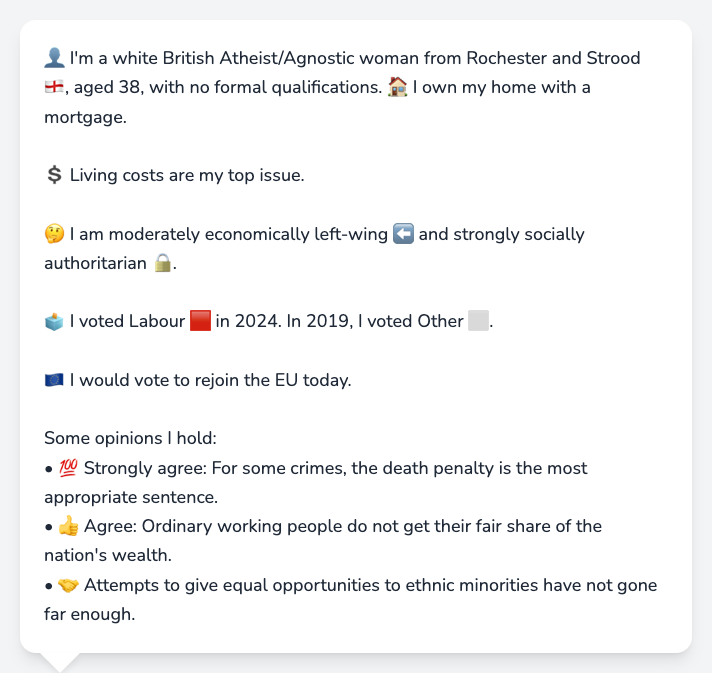 👤 I'm a white British Atheist/Agnostic woman from Rochester and Strood
🏴󠁧󠁢󠁥󠁮󠁧󠁿, aged 38, with no formal qualifications. 🏠 I own my home with a
mortgage.
💲 Living costs are my top issue.
🤔 I am moderately economically left-wing ⬅️ and strongly socially
authoritarian 🔒.
🗳️ I voted Labour 🟥 in 2024. In 2019, I voted Other ⬜.
🇪🇺 I would vote to rejoin the EU today.
Some opinions I hold:
• 💯 Strongly agree: For some crimes, the death penalty is the most
appropriate sentence.
• 👍 Agree: Ordinary working people do not get their fair share of the
nation's wealth.
• 🤝 Attempts to give equal opportunities to ethnic minorities have not gone
far enough.